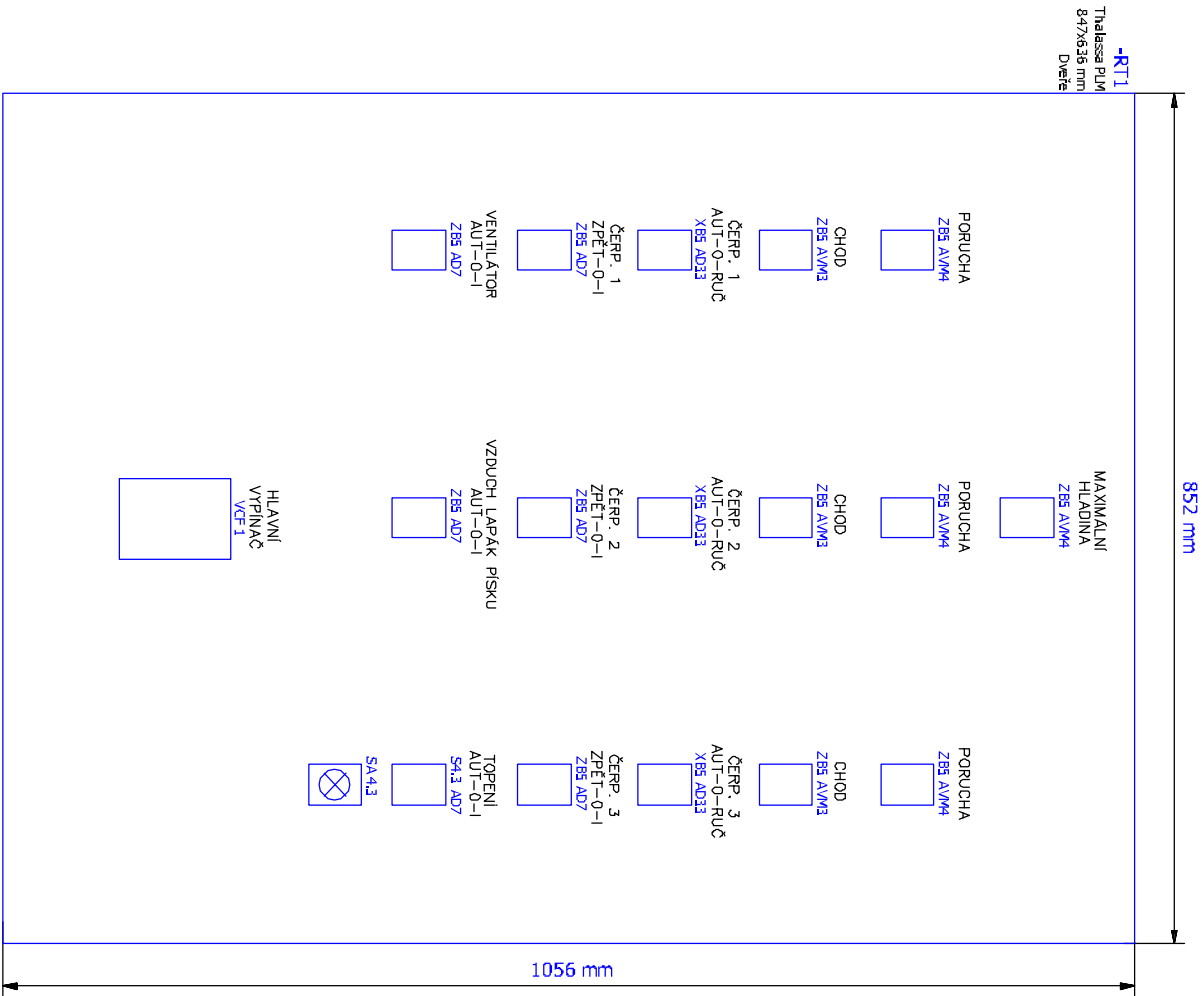 852 mm
1056 mm
-RT1
Thalassa PLM
847x636 mm
Dveře
MAXIMÁLNÍ
HLADINA
ZB5 AVM4
PORUCHA
ZB5 AVM4
PORUCHA
ZB5 AVM4
PORUCHA
ZB5 AVM4
CHOD
ZB5 AVM3
CHOD
ZB5 AVM3
CHOD
ZB5 AVM3
ČERP. 1
AUT-0-RUČ
XB5 AD33
ČERP. 2
AUT-0-RUČ
XB5 AD33
ČERP. 3
AUT-0-RUČ
XB5 AD33
ČERP. 1
ZPĚT-0-I
ZB5 AD7
ČERP. 2
ZPĚT-0-I
ZB5 AD7
ČERP. 3
ZPĚT-0-I
ZB5 AD7
VENTILÁTOR
AUT-0-I
ZB5 AD7
VZDUCH LAPÁK PÍSKU
AUT-0-I
ZB5 AD7
TOPENÍ
AUT-0-I
S4.3 AD7
SA4.3
HLAVNÍ
VYPÍNAČ
VCF1